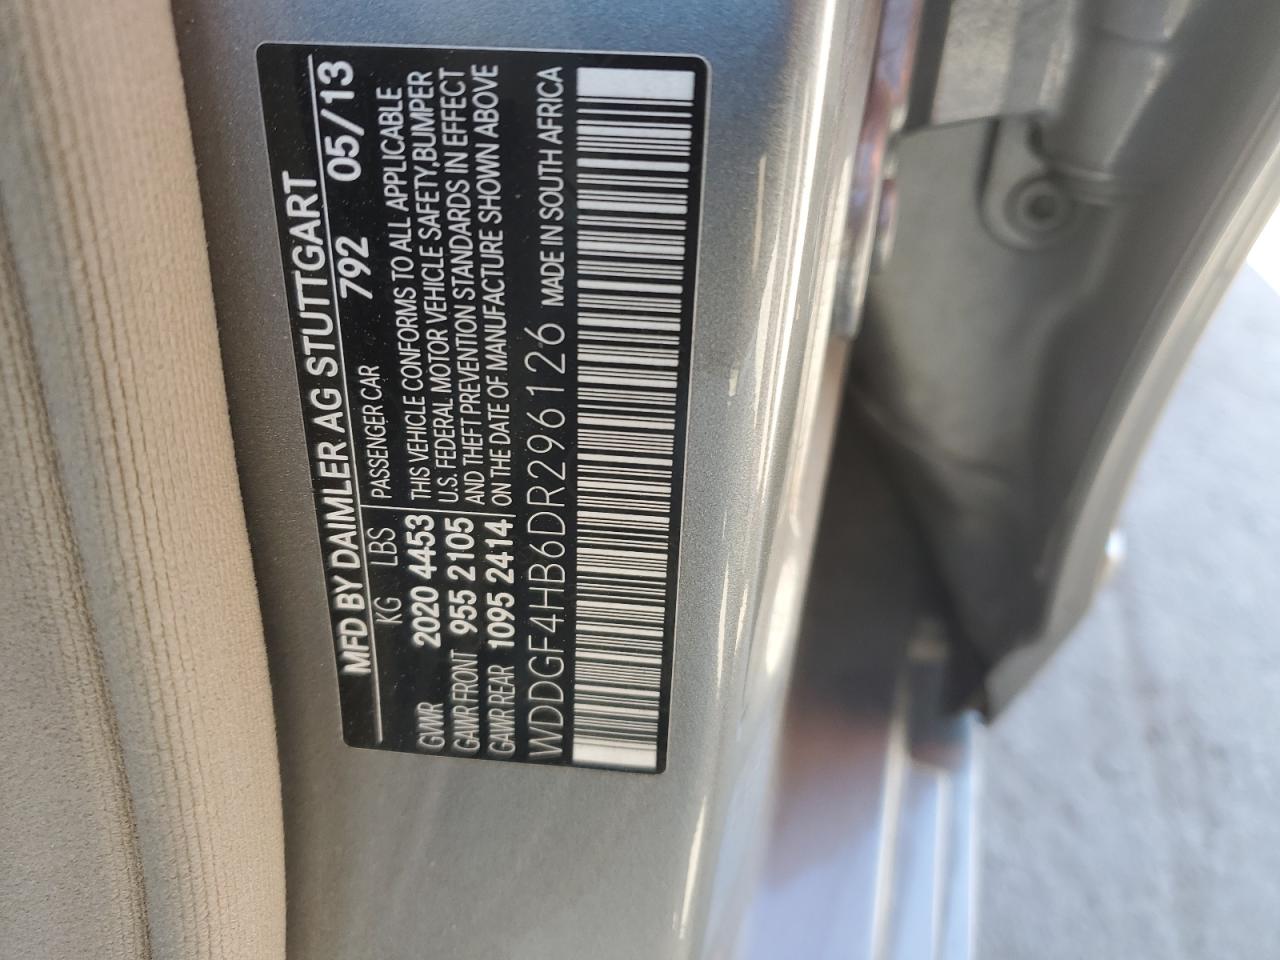 MFD BY DAIMLER AG STUTTGART
KG LBS 792 05/13
PASSENGER CAR
GVWR 2020 4453 THIS VEHICLE CONFORMS TO ALL APPLICABLE
GAWR FRONT 955 2105 U.S. FEDERAL MOTOR VEHICLE SAFETY,BUMPER
GAWR REAR 1095 2414 AND THEFT PREVENTION STANDARDS IN EFFECT
ON THE DATE OF MANUFACTURE SHOWN ABOVE
WDDGF4HB6DR296126 MADE IN SOUTH AFRICA